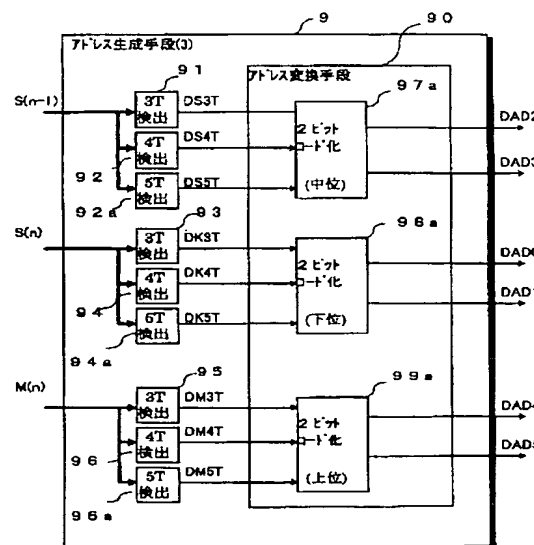 9
90
アドレス生成手段(3)
91
アドレス変換手段
97a
S(n-1)
3T
検出
DS3T
DAD2
2ビット
コード化
4T
検出
DS4T
92
DAD3
5T
検出
DS5T
(中位)
92a
93
98a
S(n)
3T
検出
DK3T
DAD0
2ビット
コード化
4T
検出
DK4T
94
DAD1
5T
検出
DK5T
(下位)
94a
95
99a
M(n)
3T
検出
DM3T
DAD4
2ビット
コード化
4T
検出
DM4T
96
DAD5
5T
検出
DM5T
(上位)
96a